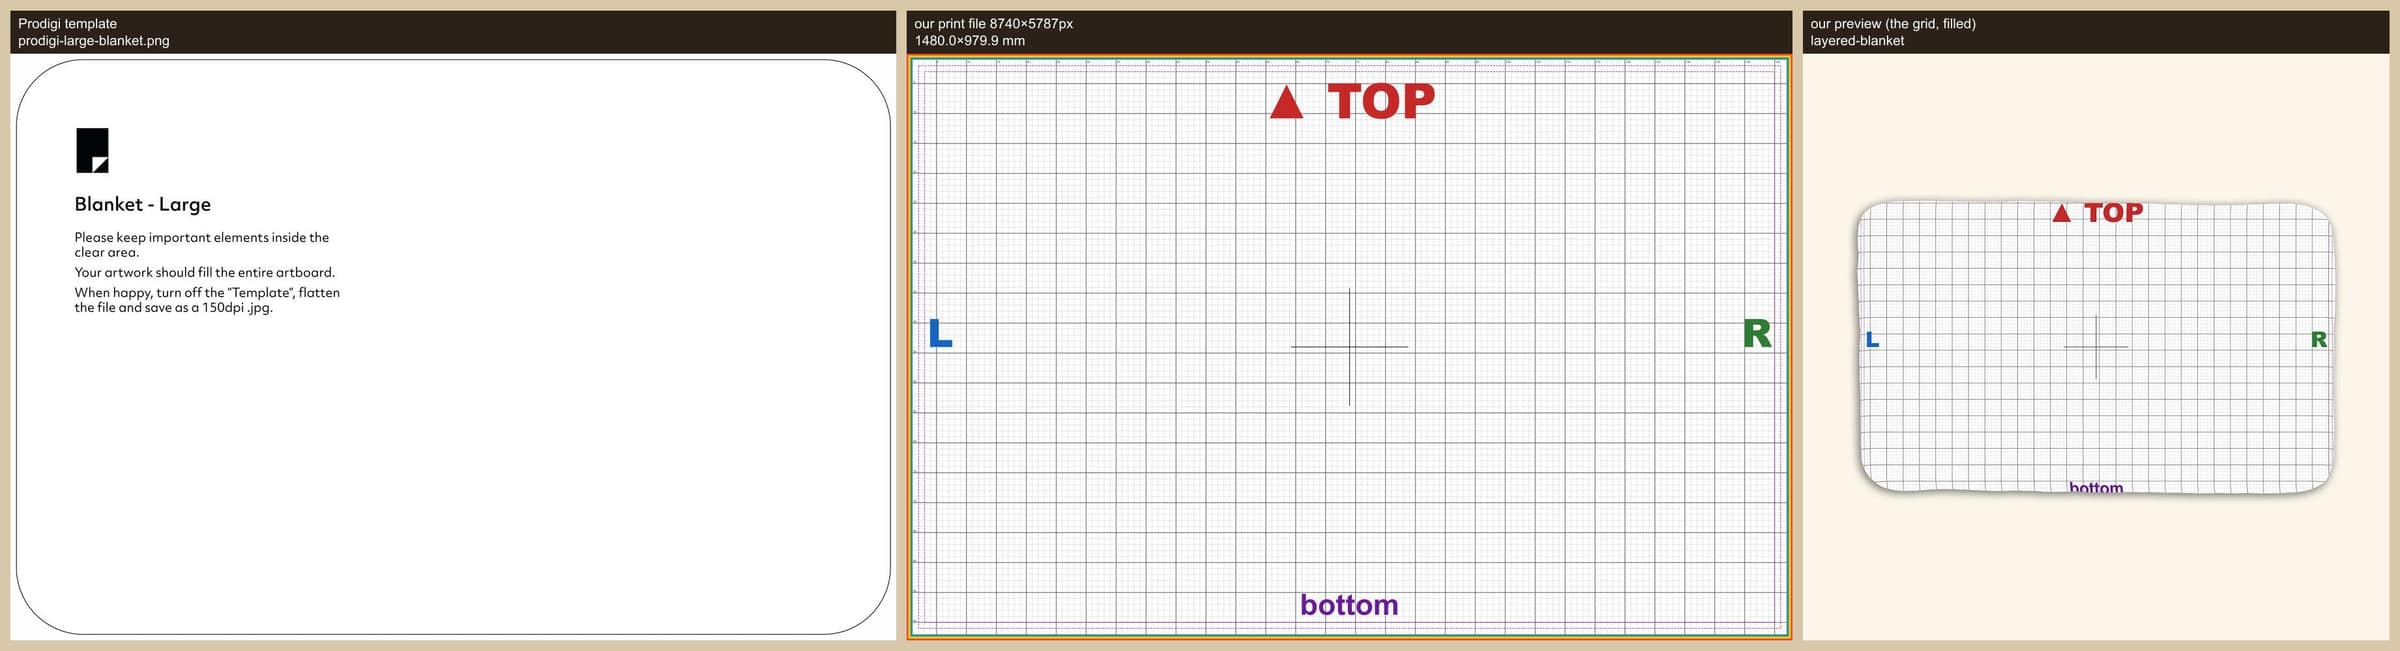 Prodigi template
prodigi-large-blanket.png
Blanket - Large
Please keep important elements inside the
clear area.
Your artwork should fill the entire artboard.
When happy, turn off the "Template", flatten
the file and save as a 150dpi .jpg.
our print file 8740×5787px
1480.0×979.9 mm
▲ TOP
L
R
bottom
our preview (the grid, filled)
layered-blanket
▲ TOP
L
R
bottom